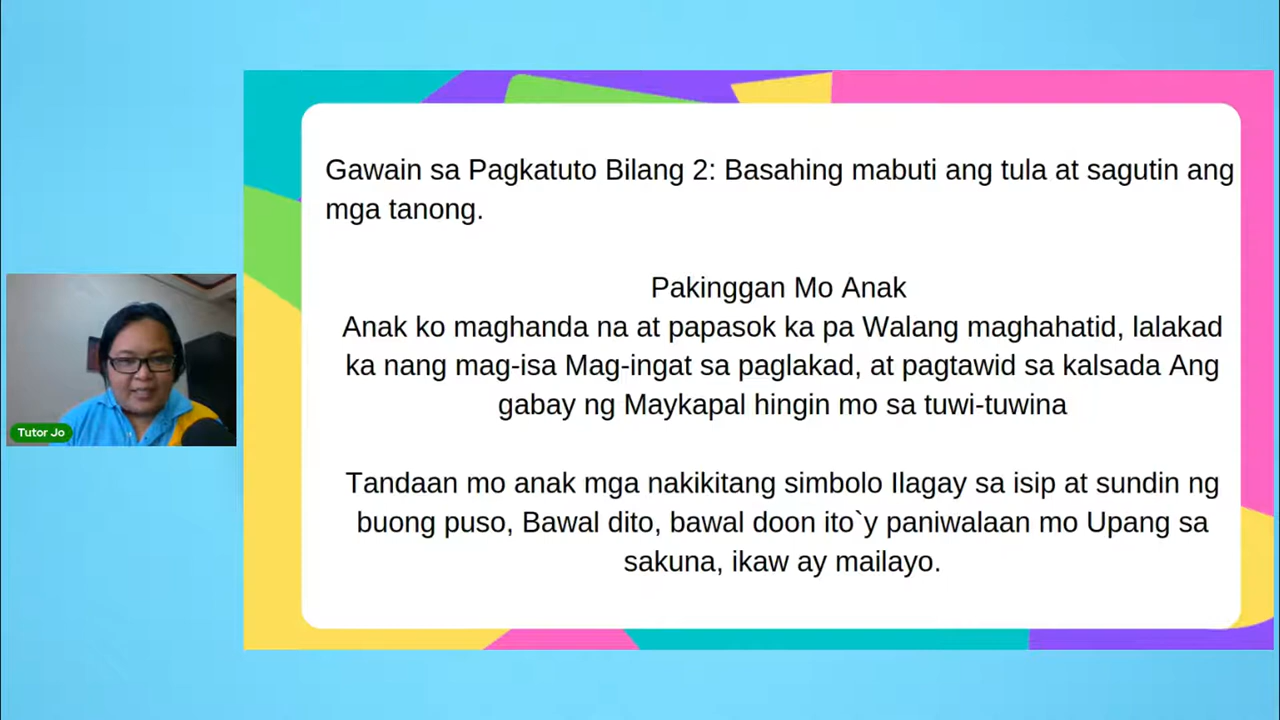 Gawain sa Pagkatuto Bilang 2: Basahing mabuti ang tula at sagutin ang
mga tanong.
Pakinggan Mo Anak
Anak ko maghanda na at papasok ka pa Walang maghahatid, lalakad
ka nang mag-isa Mag-ingat sa paglakad, at pagtawid sa kalsada Ang
gabay ng Maykapal hingin mo sa tuwi-tuwina
Tandaan mo anak mga nakikitang simbolo Ilagay sa isip at sundin ng
buong puso, Bawal dito, bawal doon ito`y paniwalaan mo Upang sa
sakuna, ikaw ay mailayo.
Tutor Jo